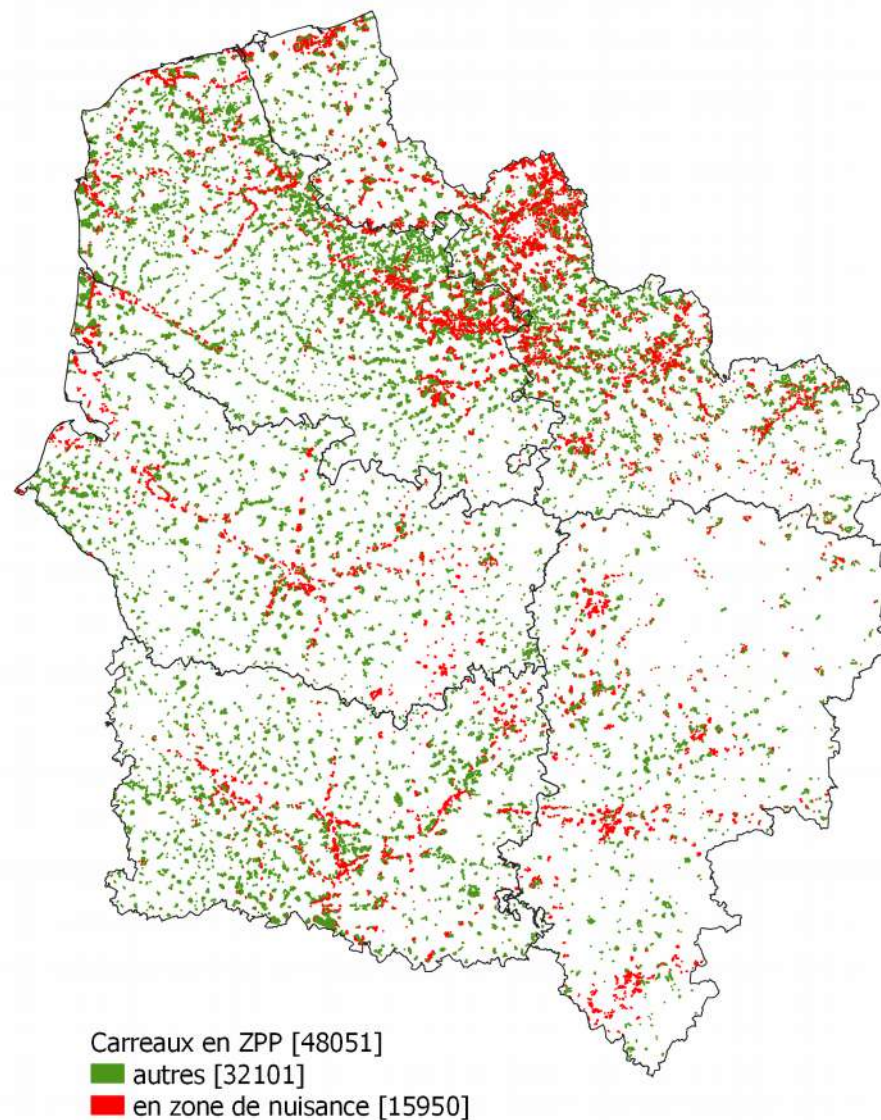 Carreaux en ZPP [48051]
autres [32101]
en zone de nuisance [15950]